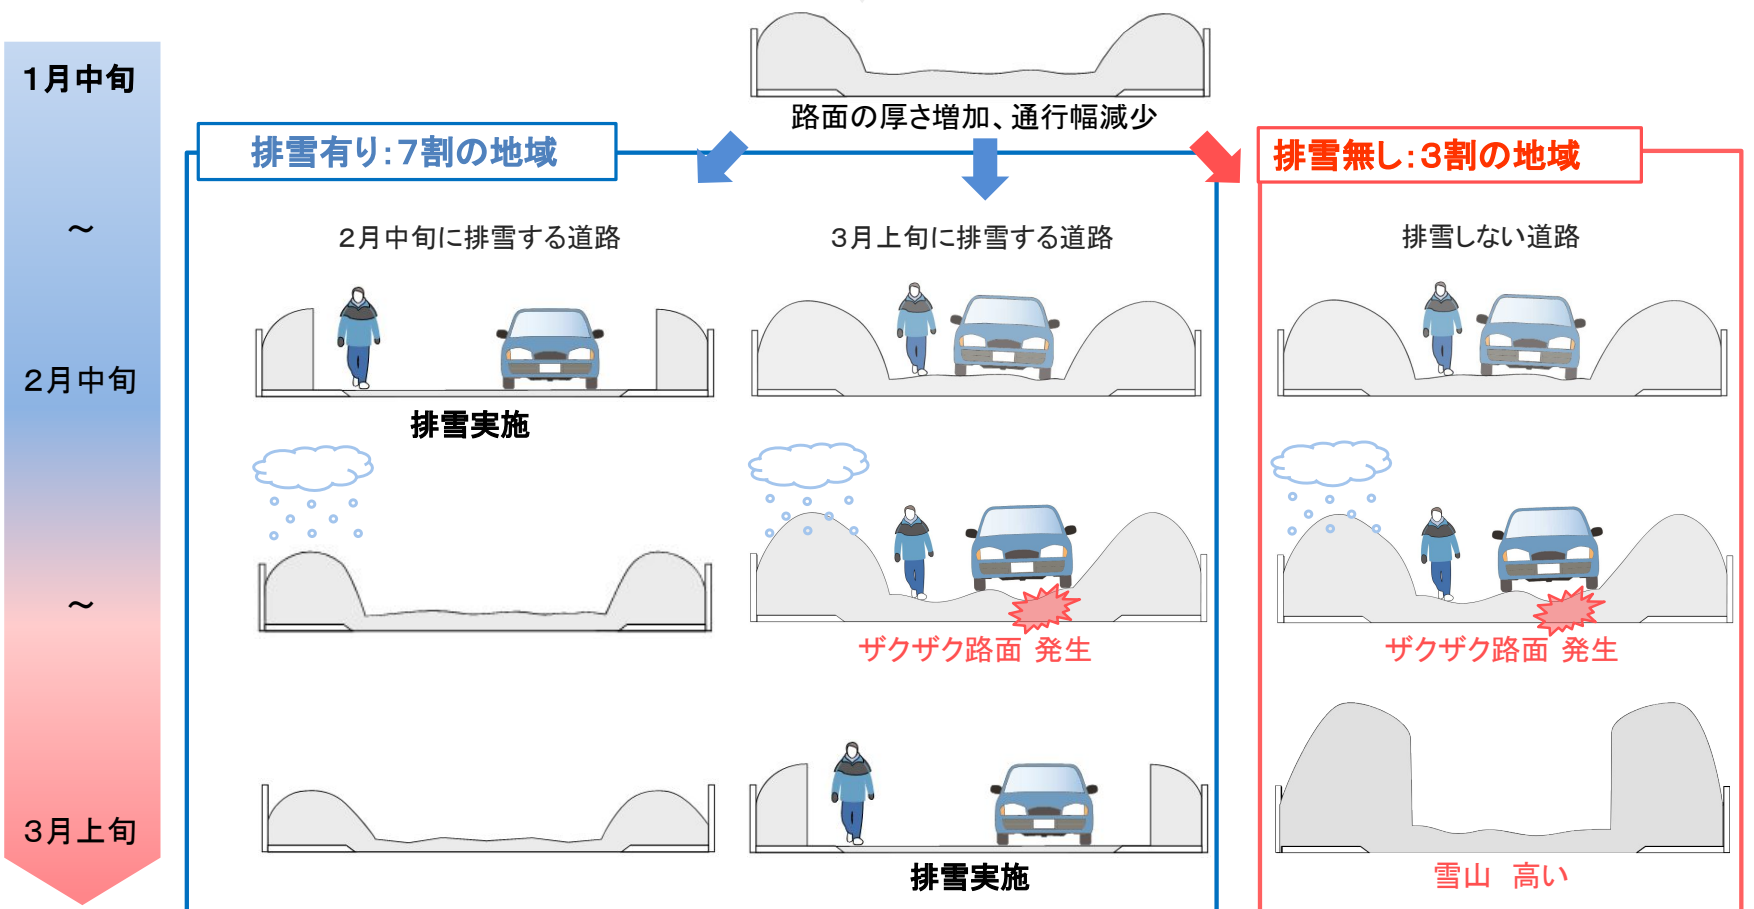 1月中旬
路面の厚さ増加、通行幅減少
排雪有り:7割の地域
排雪無し:3割の地域
～
2月中旬に排雪する道路
3月上旬に排雪する道路
排雪しない道路
2月中旬
排雪実施
～
ザクザク路面 発生
ザクザク路面 発生
3月上旬
排雪実施
雪山 高い